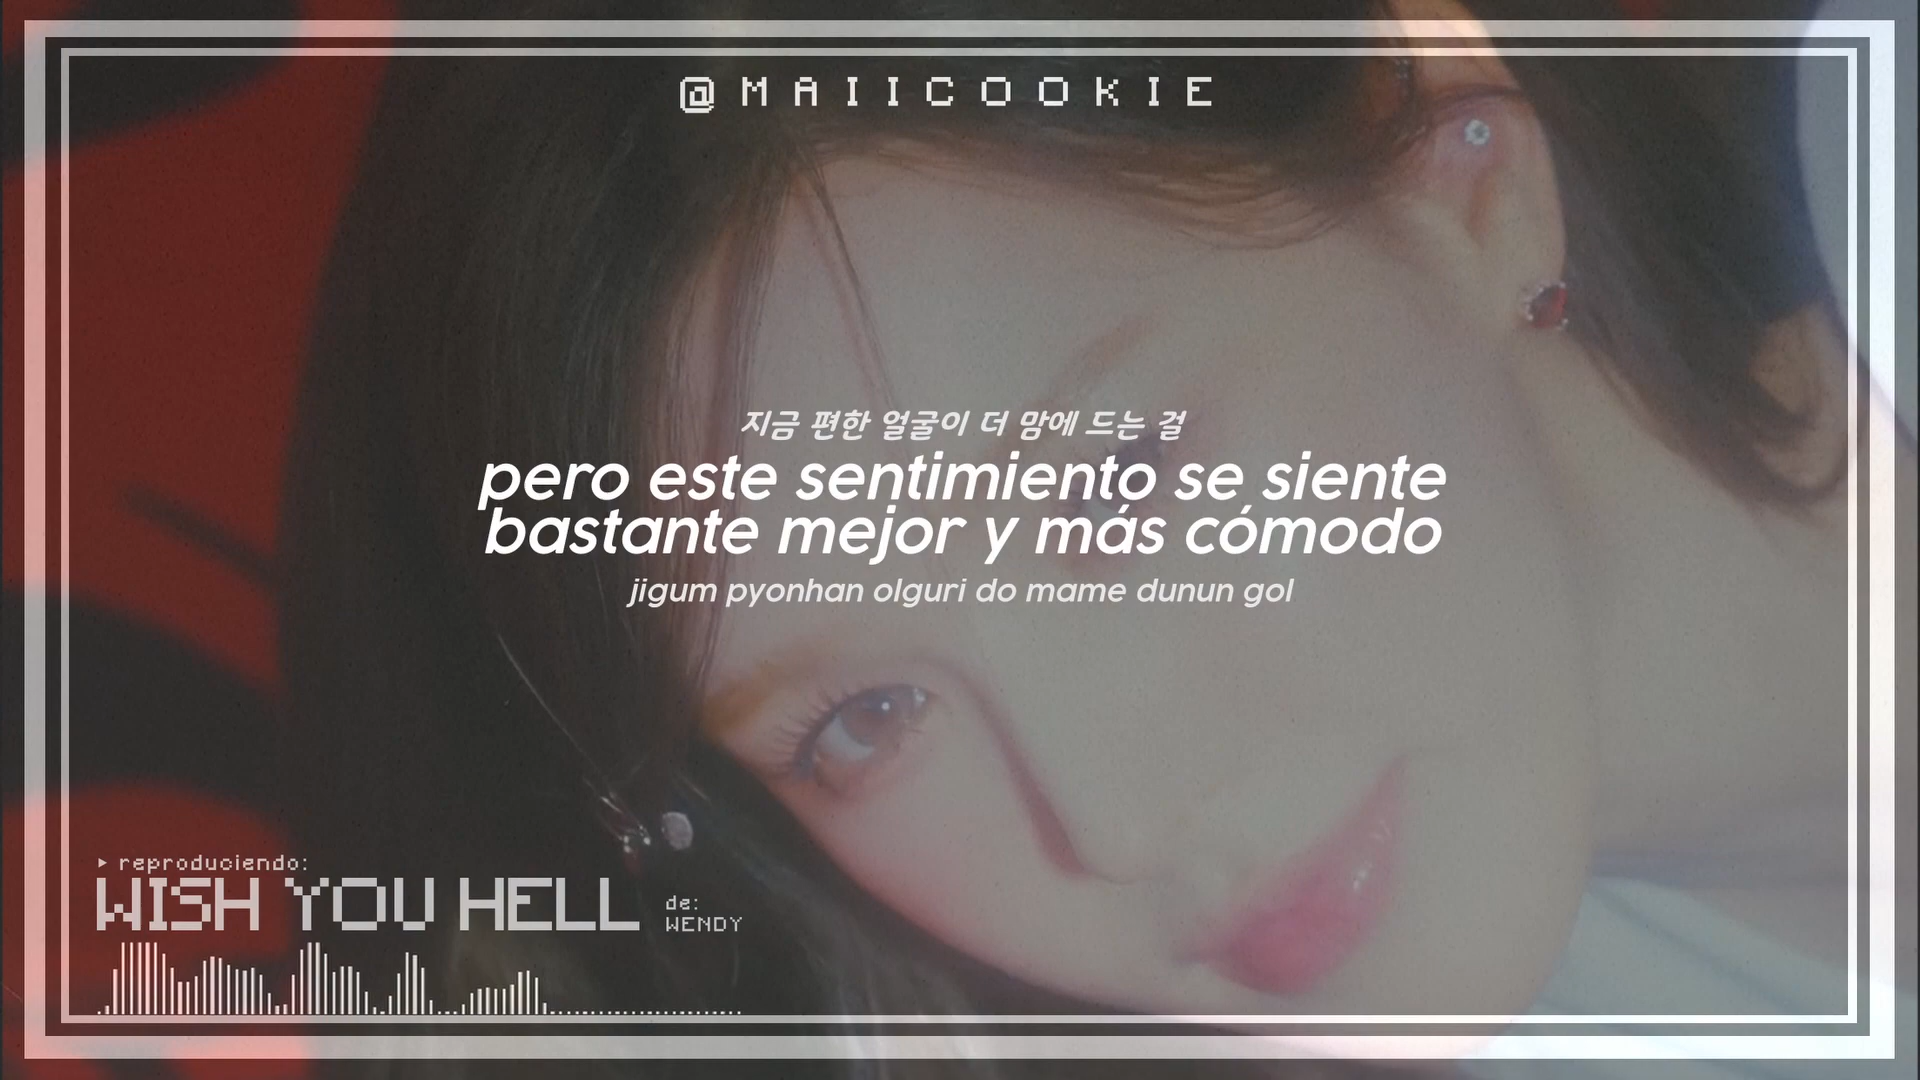 @MAIICOOKIE
지금 편한 얼굴이 더 맘에 드는 걸
pero este sentimiento se siente
bastante mejor y más cómodo
jigum pyonhan olguri do mame dunun gol
reproduciendo:
WISH YOU HELL
de:
WENDY